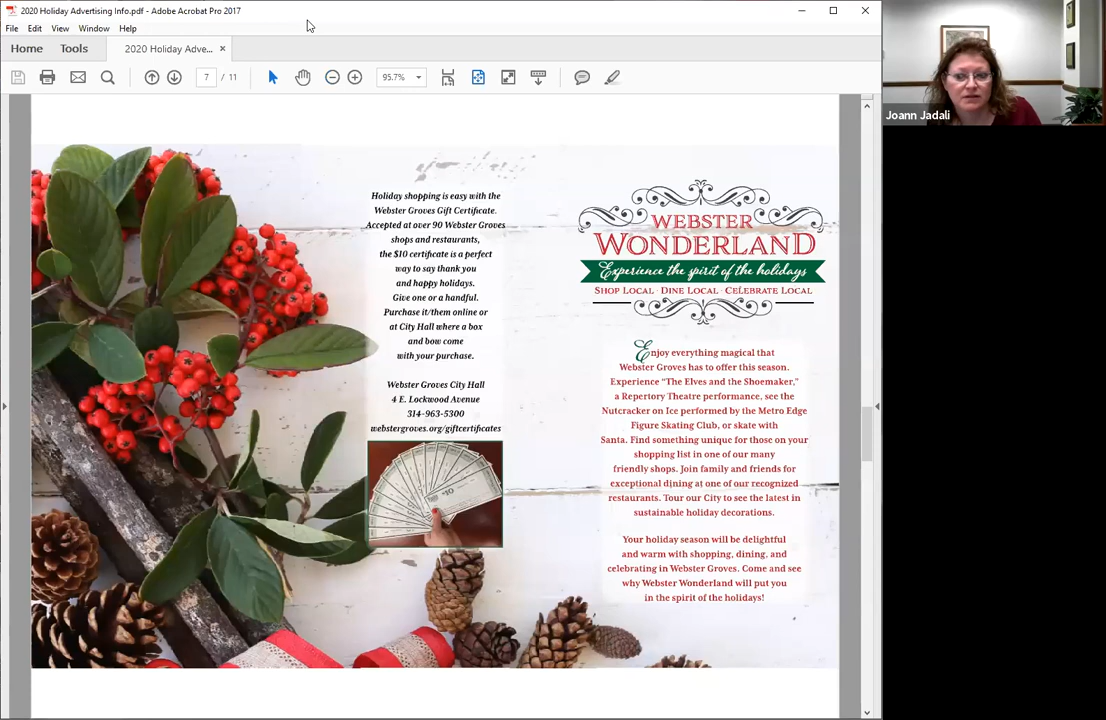 2020 Holiday Advertising Info.pdf - Adobe Acrobat Pro 2017
File Edit View Window Help
Home Tools 2020 Holiday Adve... ×
7 / 11 95.7%
Joann Jadali
Holiday shopping is easy with the
Webster Groves Gift Certificate.
Accepted at over 90 Webster Groves
shops and restaurants,
the $10 certificate is a perfect
way to say thank you
and happy holidays.
Give one or a handful.
Purchase it/them online or
at City Hall where a box
and bow come
with your purchase.
Webster Groves City Hall
4 E. Lockwood Avenue
314-963-5300
webstergroves.org/giftcertificates
WEBSTER
WONDERLAND
Experience the spirit of the holidays
SHOP LOCAL · DINE LOCAL · CELEBRATE LOCAL
Enjoy everything magical that
Webster Groves has to offer this season.
Experience "The Elves and the Shoemaker,"
a Repertory Theatre performance, see the
Nutcracker on Ice performed by the Metro Edge
Figure Skating Club, or skate with
Santa. Find something unique for those on your
shopping list in one of our many
friendly shops. Join family and friends for
exceptional dining at one of our recognized
restaurants. Tour our City to see the latest in
sustainable holiday decorations.
Your holiday season will be delightful
and warm with shopping, dining, and
celebrating in Webster Groves. Come and see
why Webster Wonderland will put you
in the spirit of the holidays!